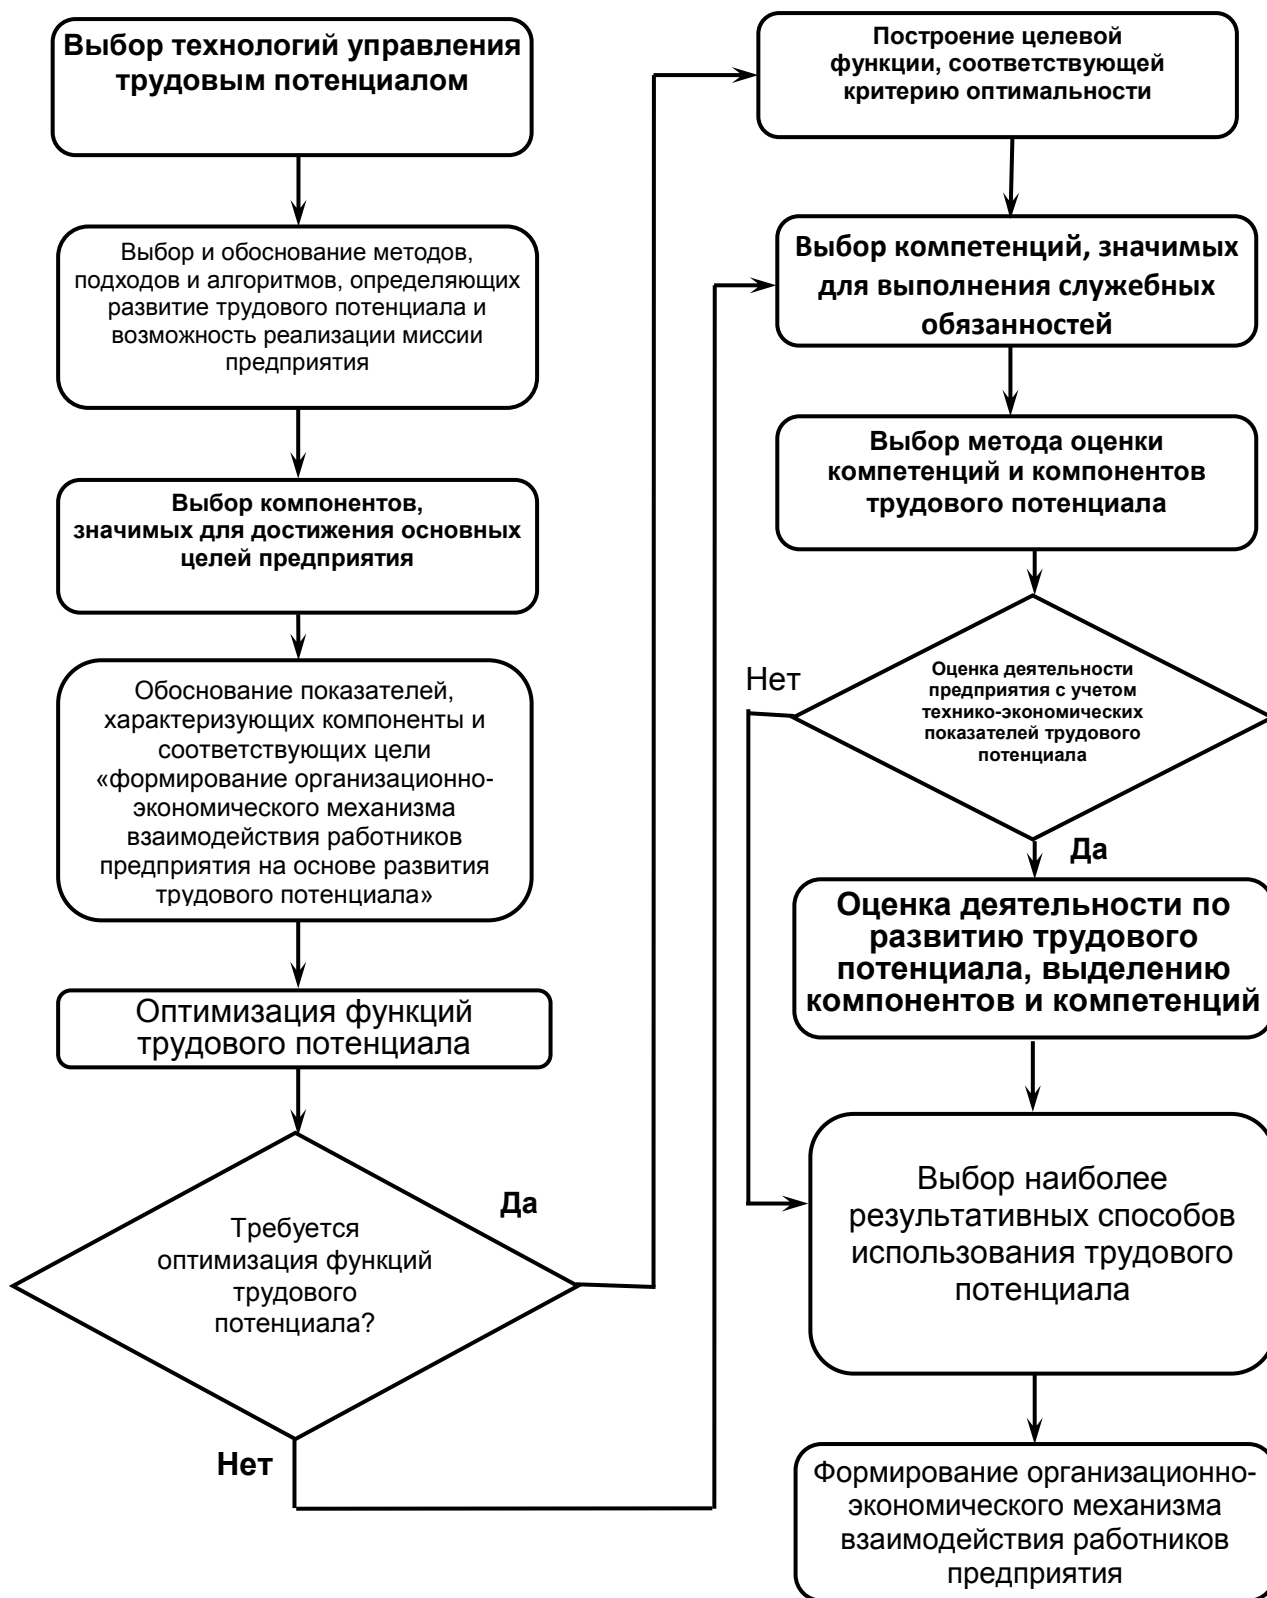 Выбор технологий управления
трудовым потенциалом
Выбор и обоснование методов,
подходов и алгоритмов, определяющих
развитие трудового потенциала и
возможность реализации миссии
предприятия
Выбор компонентов,
значимых для достижения основных
целей предприятия
Обоснование показателей,
характеризующих компоненты и
соответствующих цели
«формирование организационно-
экономического механизма
взаимодействия работников
предприятия на основе развития
трудового потенциала»
Оптимизация функций
трудового потенциала
Да
Требуется
оптимизация функций
трудового
потенциала?
Нет
Построение целевой
функции, соответствующей
критерию оптимальности
Выбор компетенций, значимых
для выполнения служебных
обязанностей
Выбор метода оценки
компетенций и компонентов
трудового потенциала
Нет
Оценка деятельности
предприятия с учетом
технико-экономических
показателей трудового
потенциала
Да
Оценка деятельности по
развитию трудового
потенциала, выделению
компонентов и компетенций
Выбор наиболее
результативных способов
использования трудового
потенциала
Формирование организационно-
экономического механизма
взаимодействия работников
предприятия